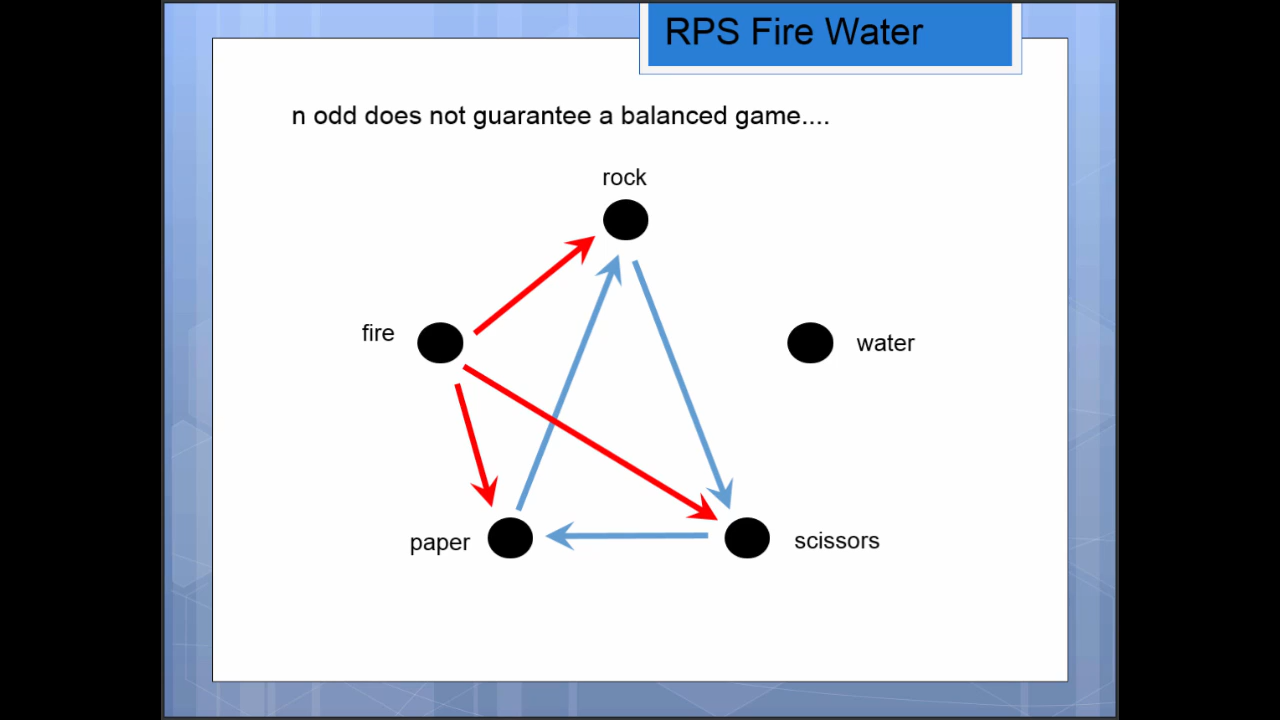 RPS Fire Water
n odd does not guarantee a balanced game....
rock
fire
water
paper
scissors